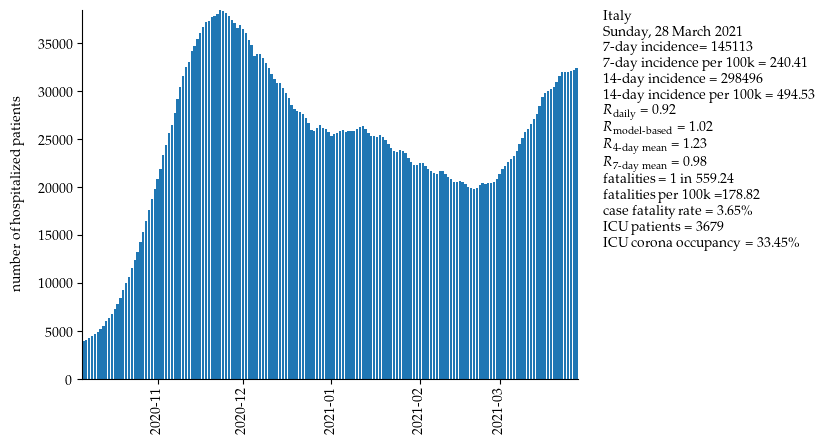 Italy
Sunday, 28 March 2021
7-day incidence= 145113
7-day incidence per 100k = 240.41
14-day incidence = 298496
14-day incidence per 100k = 494.53
R_daily = 0.92
R_model-based = 1.02
R_4-day mean = 1.23
R_7-day mean = 0.98
fatalities = 1 in 559.24
fatalities per 100k =178.82
case fatality rate = 3.65%
ICU patients = 3679
ICU corona occupancy = 33.45%
number of hospitalized patients
35000
30000
25000
20000
15000
10000
5000
0
2020-11
2020-12
2021-01
2021-02
2021-03